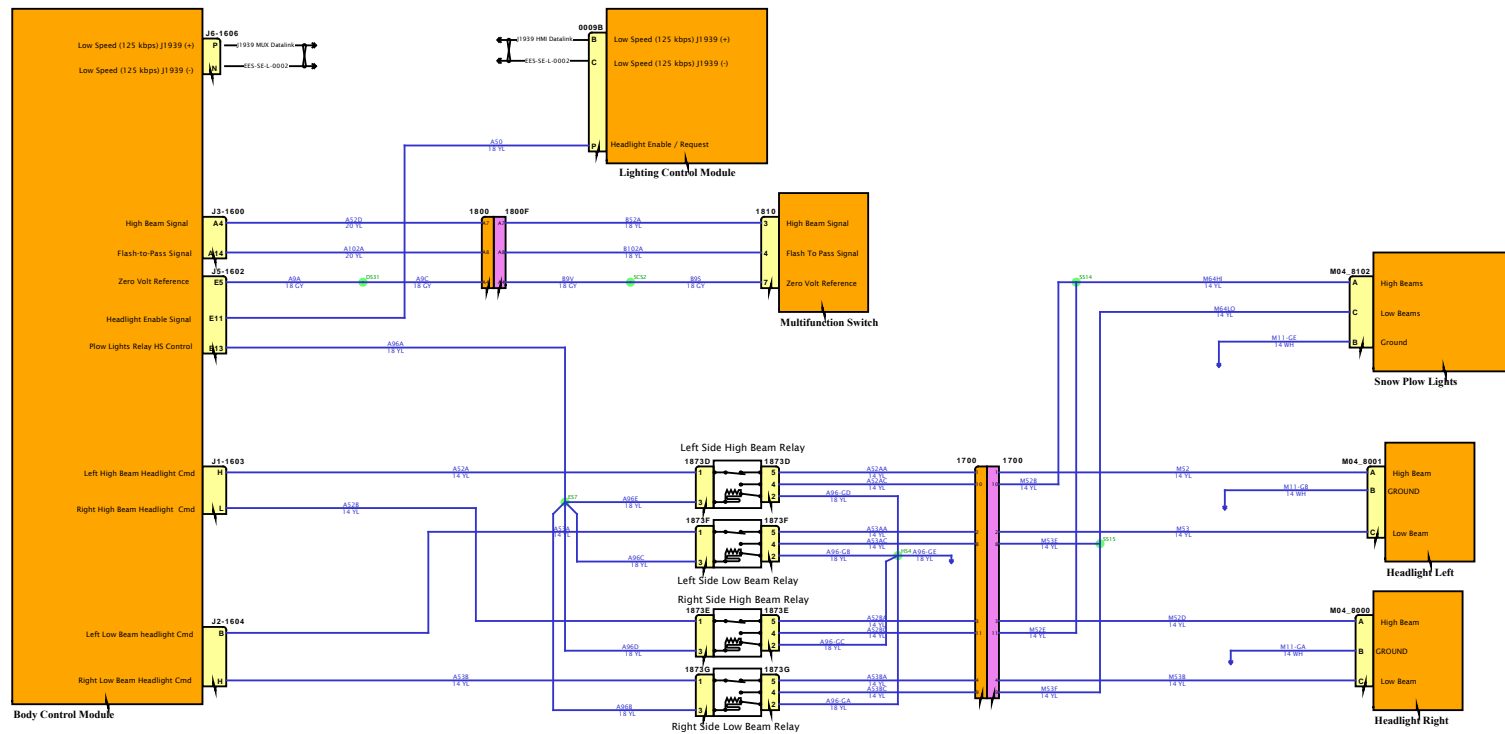 J6-1606
Low Speed (125 kbps) J1939 (+)
P
J1939 MUX Datalink
Low Speed (125 kbps) J1939 (-)
N
EES-SE-L-0002
0009B
J1939 HMI Datalink
B
Low Speed (125 kbps) J1939 (+)
EES-SE-L-0002
C
Low Speed (125 kbps) J1939 (-)
A50
18 YL
P
Headlight Enable / Request
Lighting Control Module
J3-1600
High Beam Signal
A4
A52D
20 YL
Flash-to-Pass Signal
A14
A102A
20 YL
J5-1602
Zero Volt Reference
E5
A9A
18 GY
DS31
A9C
18 GY
Headlight Enable Signal
E11
Plow Lights Relay HS Control
A96A
18 YL
1800
1800F
A7
A7
A8
A8
B52A
18 YL
B102A
18 YL
B9V
18 GY
SCS2
B9S
18 GY
1810
3
High Beam Signal
4
Flash To Pass Signal
7
Zero Volt Reference
Multifunction Switch
SS14
M64HI
14 YL
M64LO
14 YL
M11-GE
14 WH
M04_8102
A
High Beams
C
Low Beams
B
Ground
Snow Plow Lights
J1-1603
Left High Beam Headlight Cmd
H
A52A
14 YL
Right High Beam Headlight  Cmd
L
A52B
14 YL
J2-1604
Left Low Beam headlight Cmd
B
Right Low Beam Headlight Cmd
H
A53B
14 YL
Body Control Module
ES7
A53A
14 YL
A96E
18 YL
A96C
18 YL
A96D
18 YL
A96B
18 YL
Left Side High Beam Relay
1873D
1873D
1
3
5
4
2
A52AA
14 YL
A52AC
14 YL
A96-GD
18 YL
1873F
1873F
1
3
5
4
2
A53AA
14 YL
A53AC
14 YL
A96-GB
18 YL
HS4
A96-GE
18 YL
Left Side Low Beam Relay
Right Side High Beam Relay
1873E
1873E
1
3
5
4
2
A52BA
14 YL
14 YL
A96-GC
18 YL
1873G
1873G
1
3
5
4
2
A53BA
14 YL
A53BC
14 YL
A96-GA
18 YL
Right Side Low Beam Relay
1700
1700
1
1
10
10
2
2
11
11
M52B
14 YL
M53E
14 YL
SS15
M52E
14 YL
M53F
14 YL
M52
14 YL
M11-GB
14 WH
M53
14 YL
M04_8001
A
High Beam
B
GROUND
C
Low Beam
Headlight Left
M52D
14 YL
M11-GA
14 WH
M53B
14 YL
M04_8000
A
High Beam
B
GROUND
C
Low Beam
Headlight Right